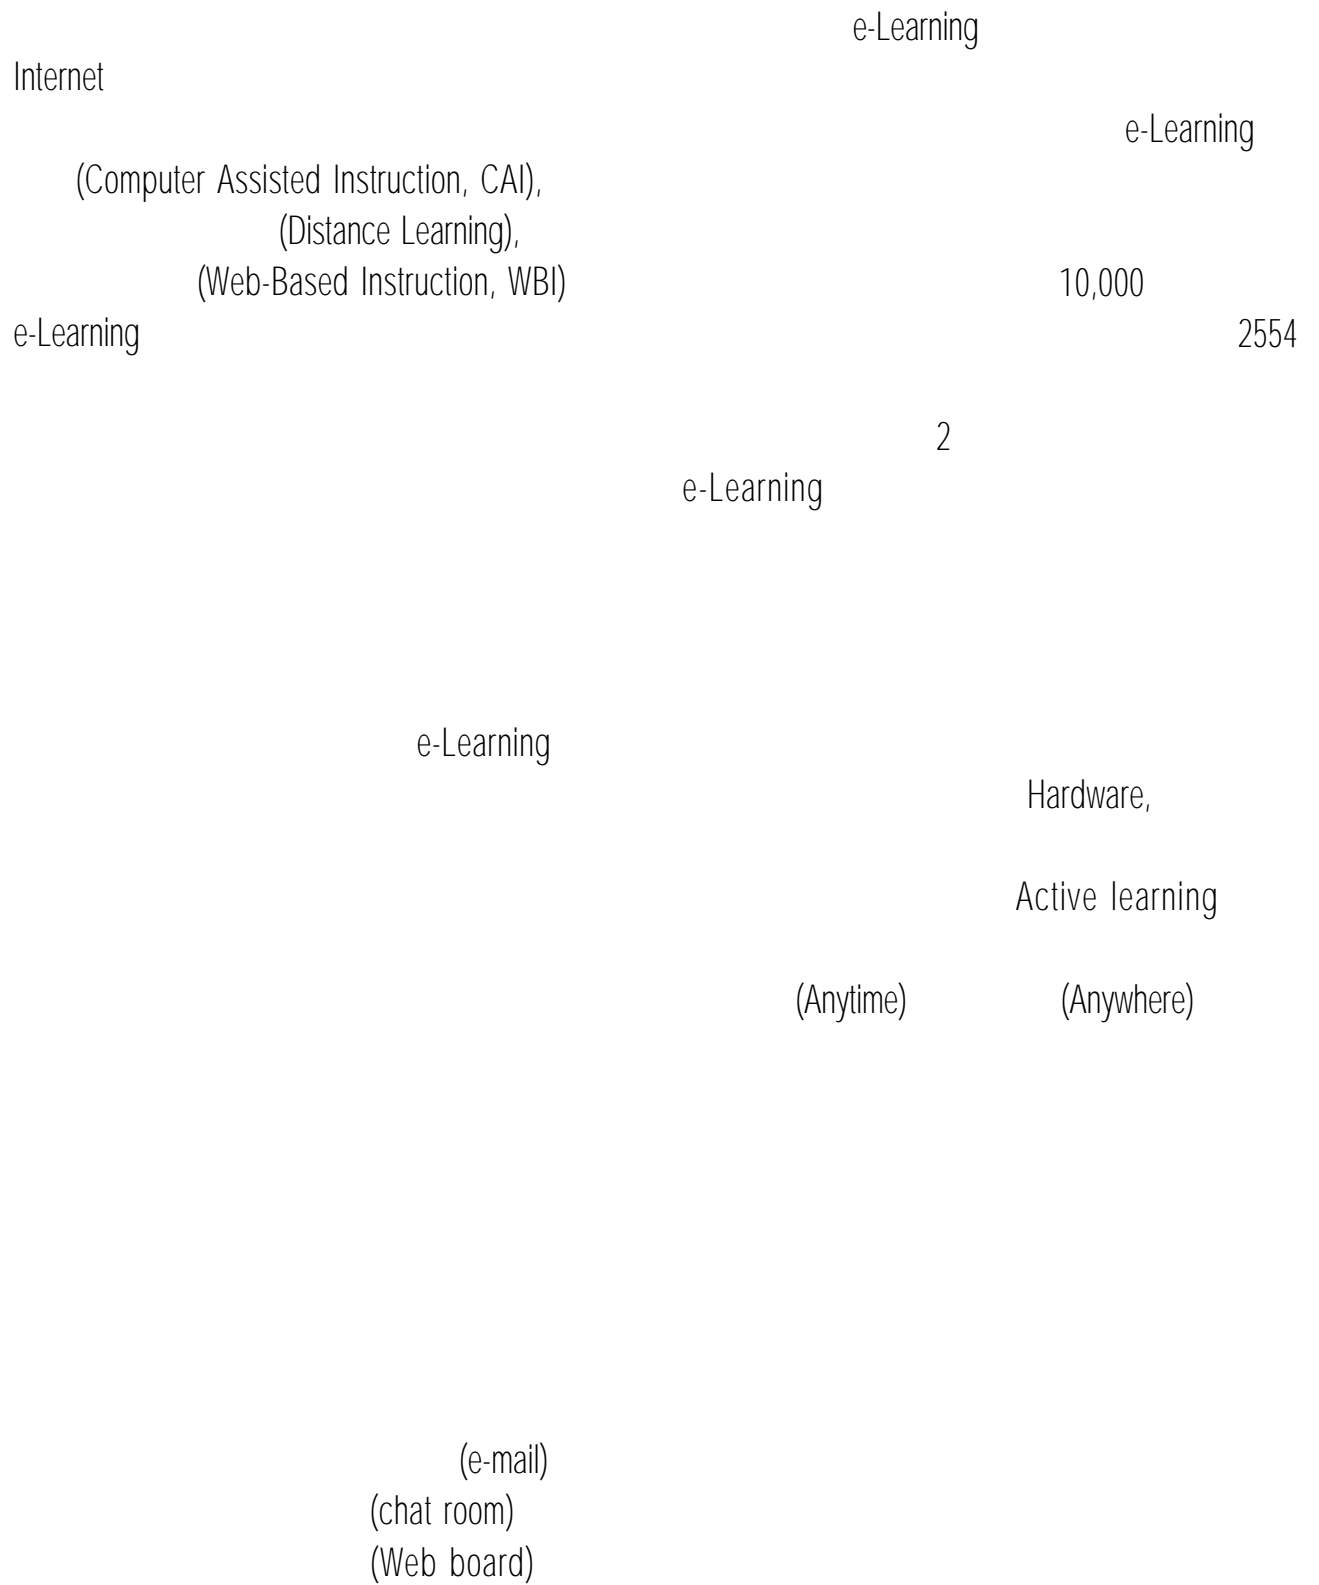 e-Learning
Internet
e-Learning
(Computer Assisted Instruction, CAI),
(Distance Learning),
(Web-Based Instruction, WBI) 10,000
e-Learning 2554
2
e-Learning
e-Learning
Hardware,
Active learning
(Anytime) (Anywhere)
(e-mail)
(chat room)
(Web board)